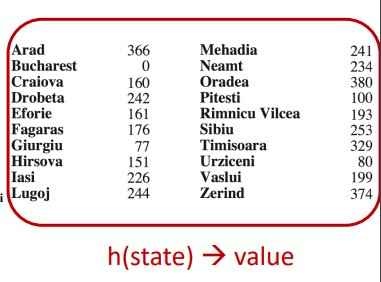 Arad 366 Mehadia 241
Bucharest 0 Neamt 234
Craiova 160 Oradea 380
Drobeta 242 Pitesti 100
Eforie 161 Rimnicu Vilcea 193
Fagaras 176 Sibiu 253
Giurgiu 77 Timisoara 329
Hirsova 151 Urziceni 80
Iasi 226 Vaslui 199
i Lugoj 244 Zerind 374
h(state) → value